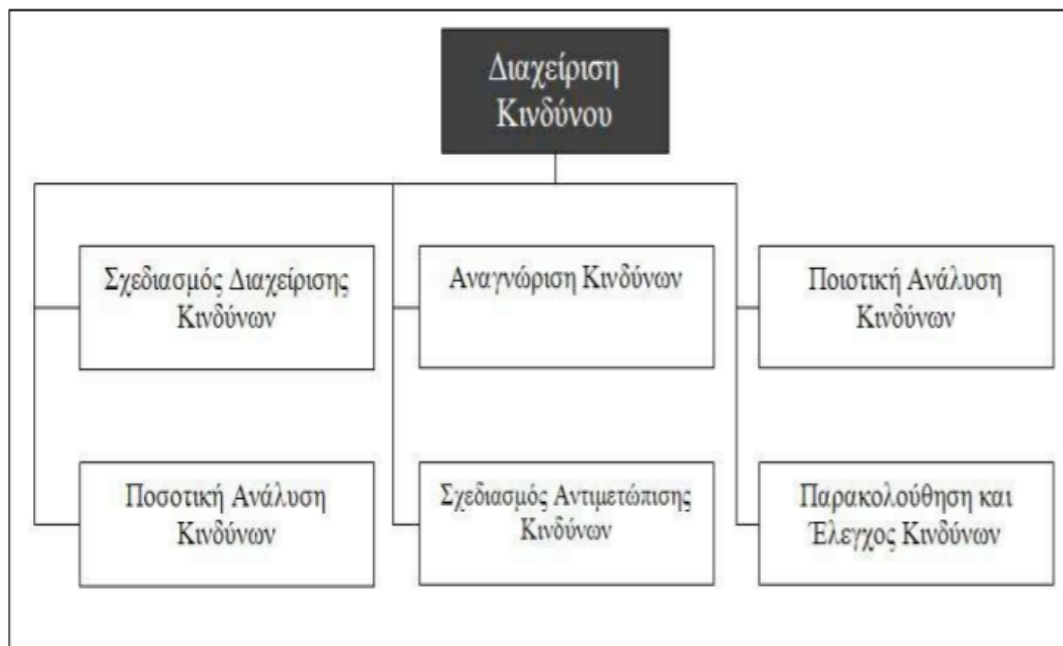 Διαχείριση
Κινδύνου
Σχεδιασμός Διαχείρισης
Κινδύνων
Αναγνώριση Κινδύνων
Ποιοτική Ανάλυση
Κινδύνων
Ποσοτική Ανάλυση
Κινδύνων
Σχεδιασμός Αντιμετώπισης
Κινδύνων
Παρακολούθηση και
Έλεγχος Κινδύνων